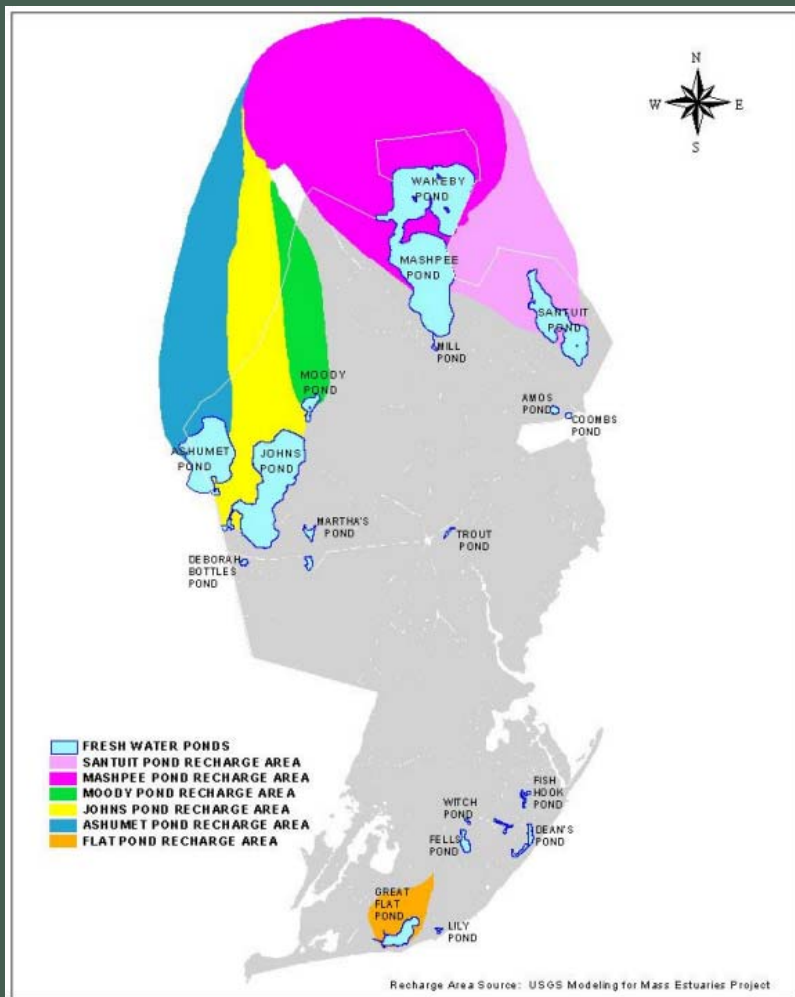 N
W
E
S
WAKEBY
POND
MASHPEE
POND
SANTUIT
POND
MILL
POND
MOODY
POND
AMOS
POND
COOMBS
POND
ASHUMET
POND
JOHNS
POND
MARTHA'S
POND
TROUT
POND
DEBORAH
BOTTLES
POND
FRESH WATER PONDS
SANTUIT POND RECHARGE AREA
MASHPEE POND RECHARGE AREA
MOODY POND RECHARGE AREA
JOHNS POND RECHARGE AREA
ASHUMET POND RECHARGE AREA
FLAT POND RECHARGE AREA
FISH
HOOK
POND
WITCH
POND
DEAN'S
POND
FELLS
POND
GREAT
FLAT
POND
LILY
POND
Recharge Area Source: USGS Modeling for Mass Estuaries Project